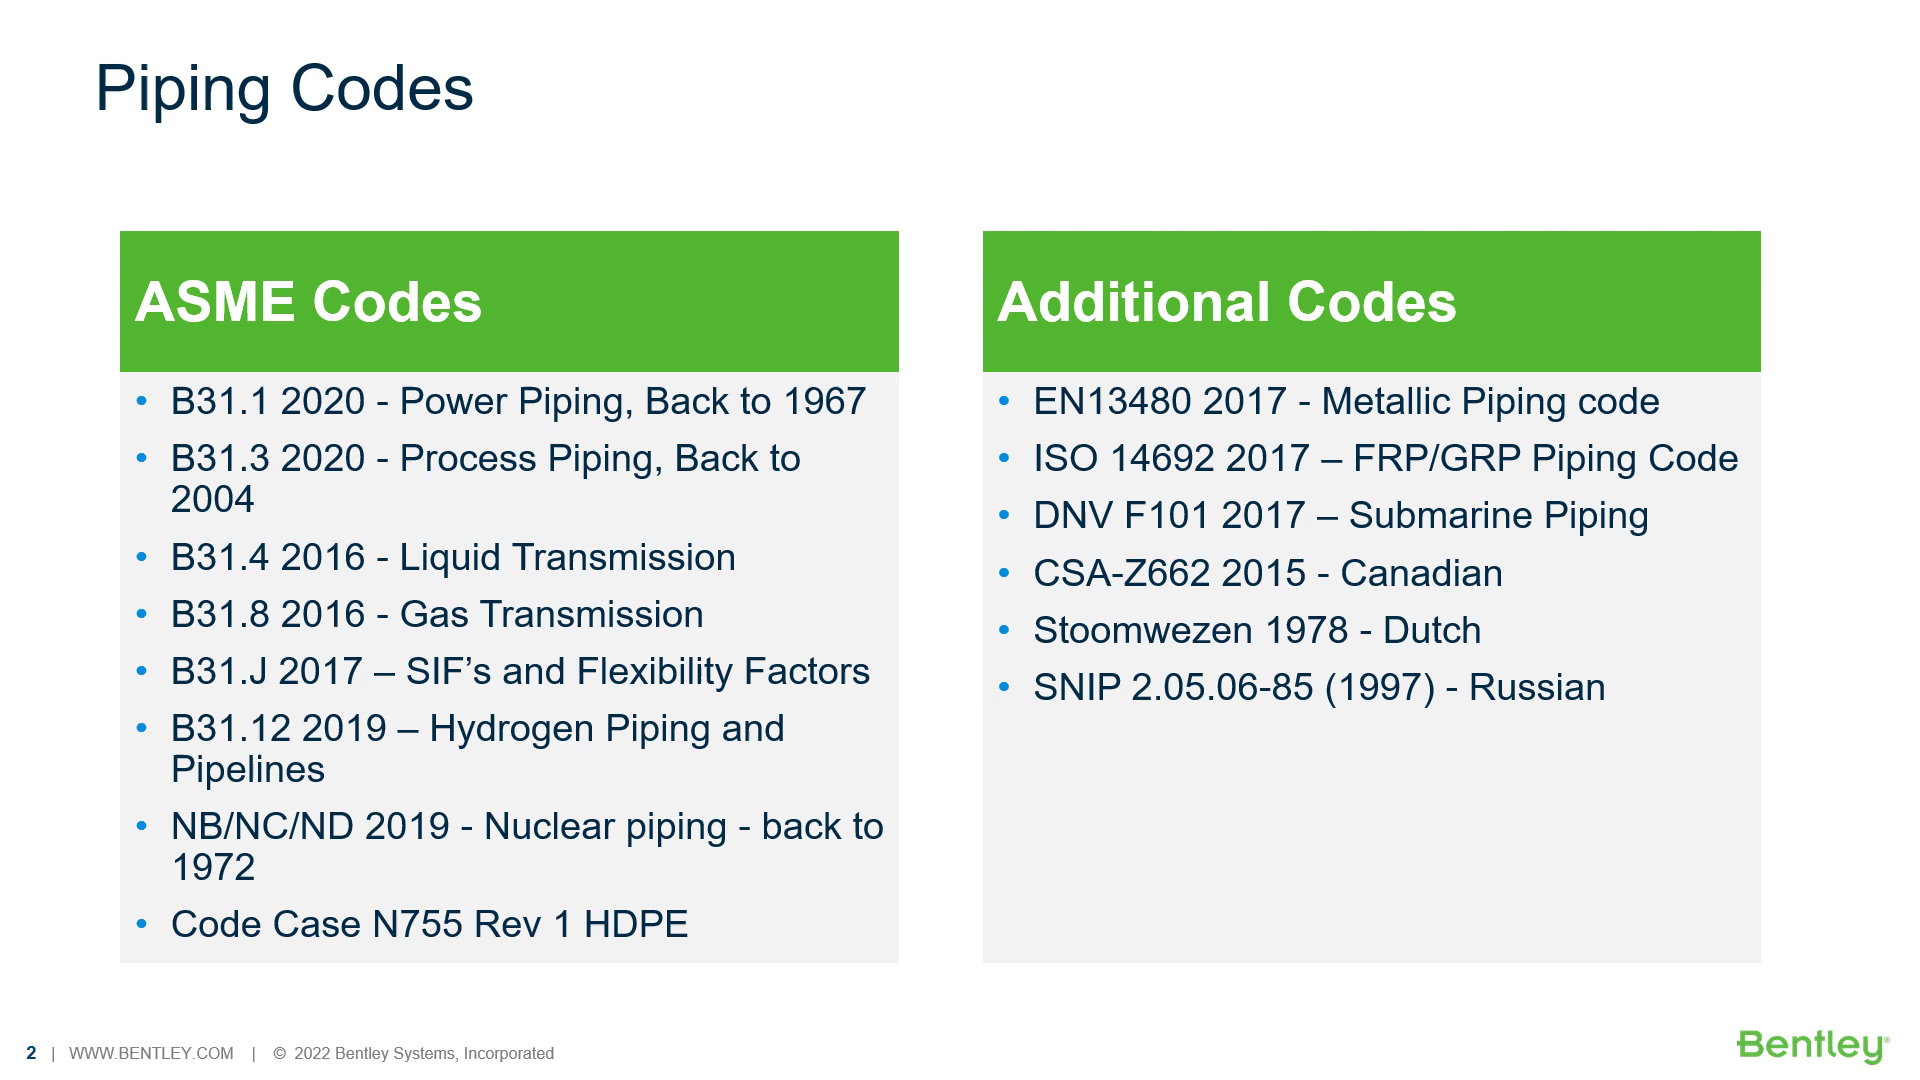 Piping Codes
ASME Codes
• B31.1 2020 - Power Piping, Back to 1967
• B31.3 2020 - Process Piping, Back to
2004
• B31.4 2016 - Liquid Transmission
• B31.8 2016 - Gas Transmission
• B31.J 2017 – SIF’s and Flexibility Factors
• B31.12 2019 – Hydrogen Piping and
Pipelines
• NB/NC/ND 2019 - Nuclear piping - back to
1972
• Code Case N755 Rev 1 HDPE
Additional Codes
• EN13480 2017 - Metallic Piping code
• ISO 14692 2017 – FRP/GRP Piping Code
• DNV F101 2017 – Submarine Piping
• CSA-Z662 2015 - Canadian
• Stoomwezen 1978 - Dutch
• SNIP 2.05.06-85 (1997) - Russian
2 | WWW.BENTLEY.COM | © 2022 Bentley Systems, Incorporated
Bentley®